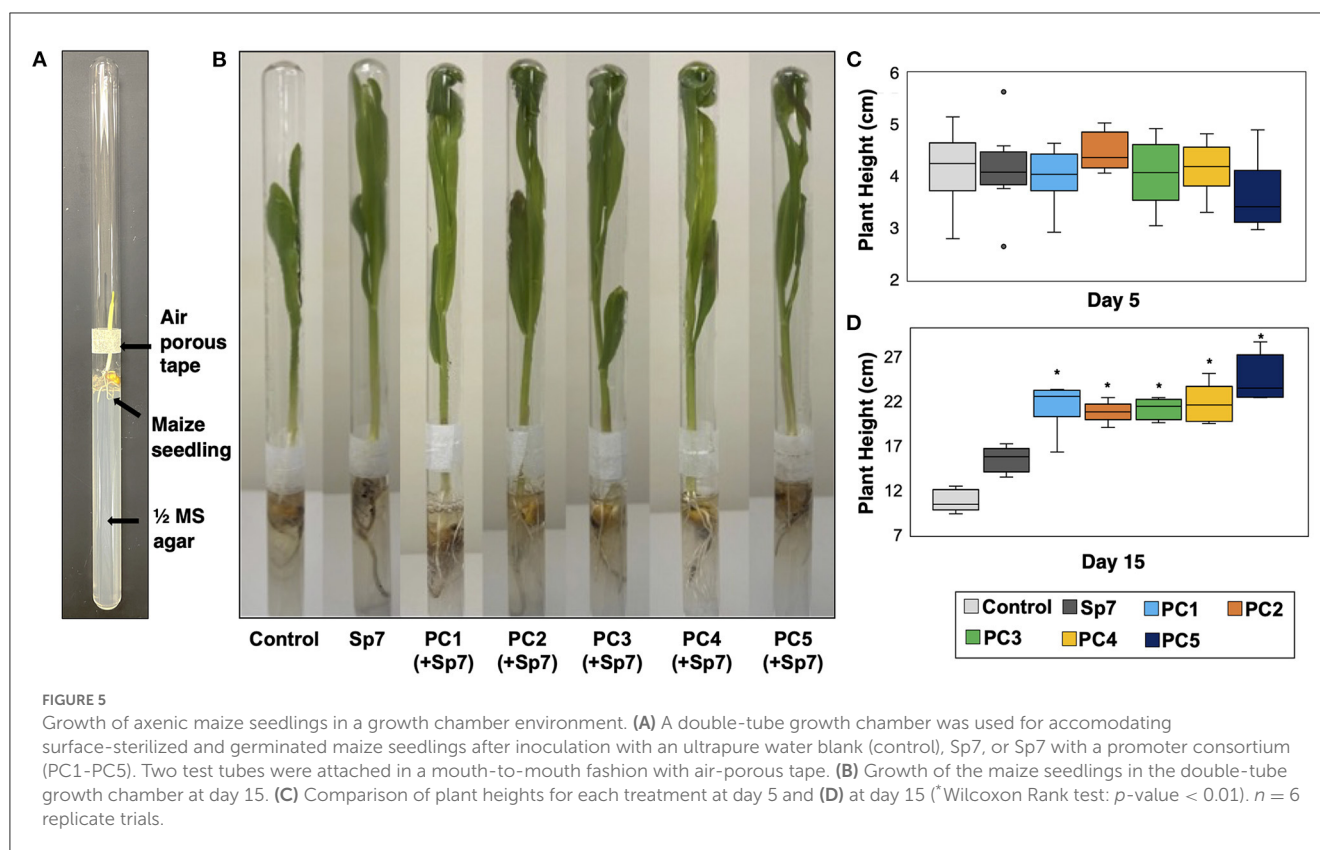 A
Air
porous
tape
Maize
seedling
½ MS
agar
B
Control
Sp7
PC1
(+Sp7)
PC2
(+Sp7)
PC3
(+Sp7)
PC4
(+Sp7)
PC5
(+Sp7)
C
Plant Height (cm)
6
5
4
3
2
Day 5
D
Plant Height (cm)
27
22
17
12
7
*
*
*
*
*
Day 15
Control Sp7 PC1 PC2
PC3 PC4 PC5
FIGURE 5
Growth of axenic maize seedlings in a growth chamber environment. (A) A double-tube growth chamber was used for accomodating
surface-sterilized and germinated maize seedlings after inoculation with an ultrapure water blank (control), Sp7, or Sp7 with a promoter consortium
(PC1-PC5). Two test tubes were attached in a mouth-to-mouth fashion with air-porous tape. (B) Growth of the maize seedlings in the double-tube
growth chamber at day 15. (C) Comparison of plant heights for each treatment at day 5 and (D) at day 15 (*Wilcoxon Rank test: p-value < 0.01). n = 6
replicate trials.